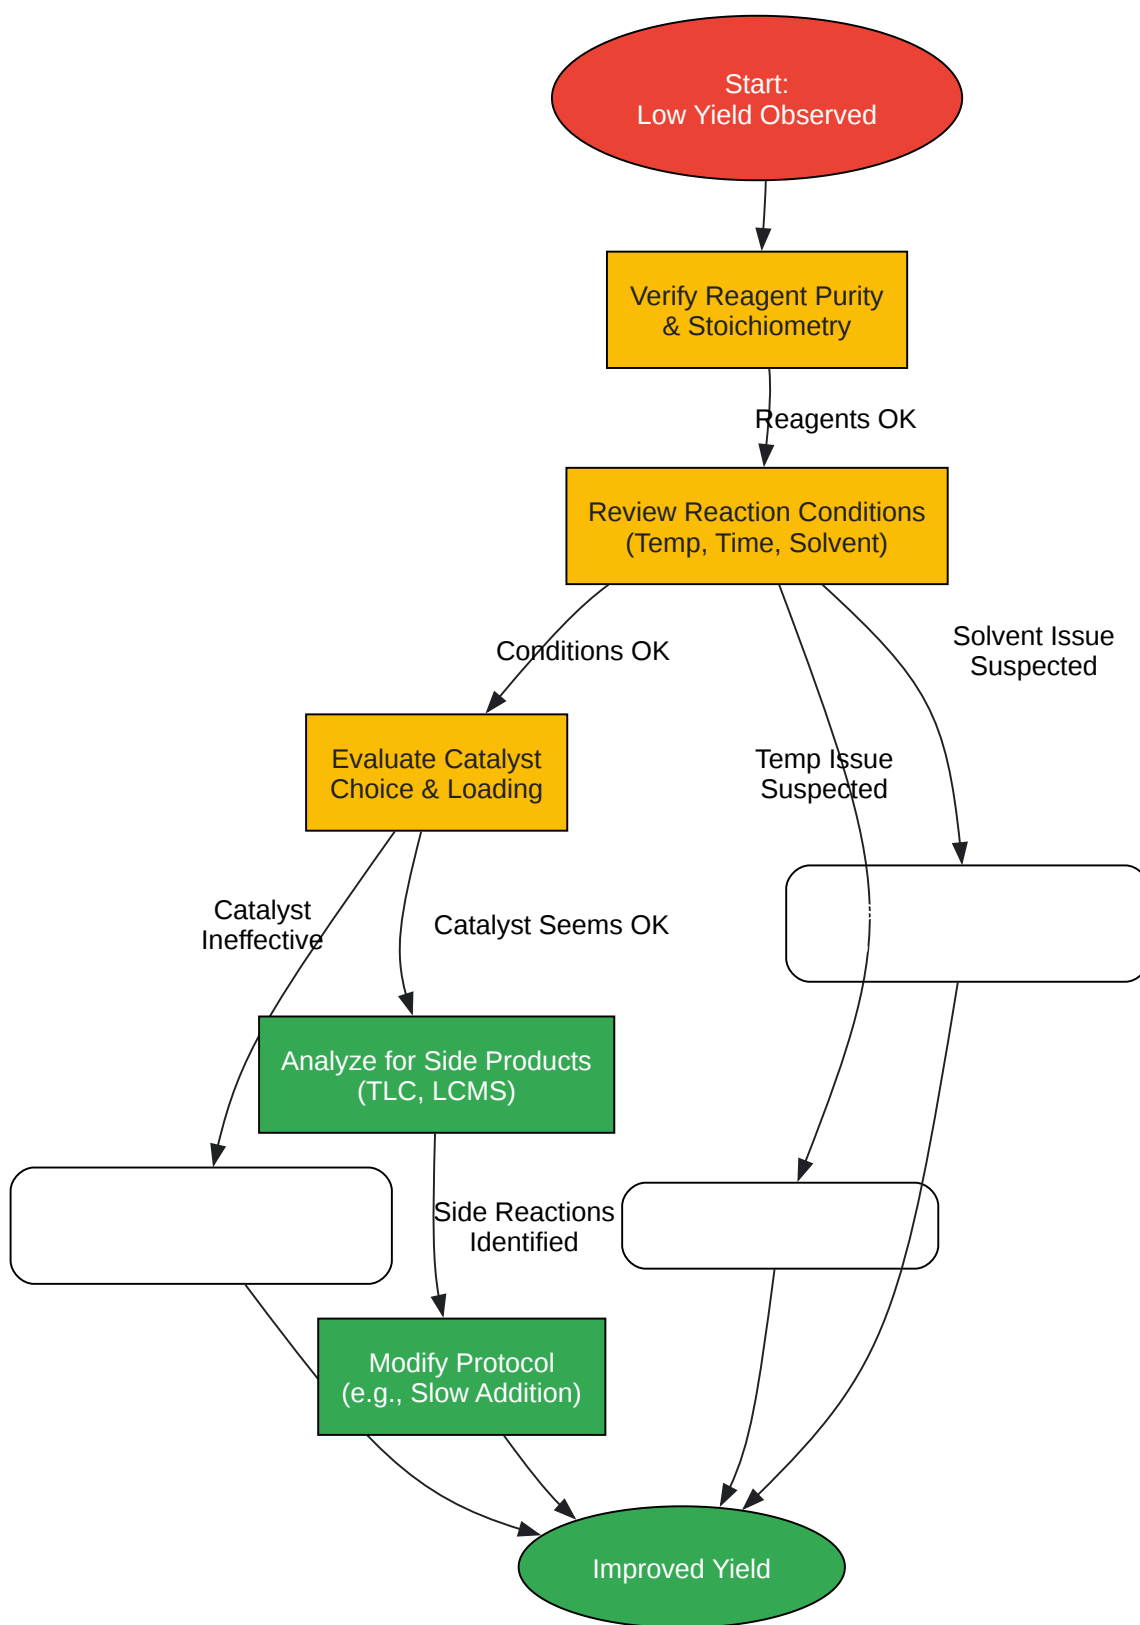 Start:
Low Yield Observed
Verify Reagent Purity
& Stoichiometry
Reagents OK
Review Reaction Conditions
(Temp, Time, Solvent)
Conditions OK
Solvent Issue
Suspected
Evaluate Catalyst
Choice & Loading
Temp Issue
Suspected
Catalyst
Ineffective
Catalyst Seems OK
Analyze for Side Products
(TLC, LCMS)
Side Reactions
Identified
Modify Protocol
(e.g., Slow Addition)
Improved Yield